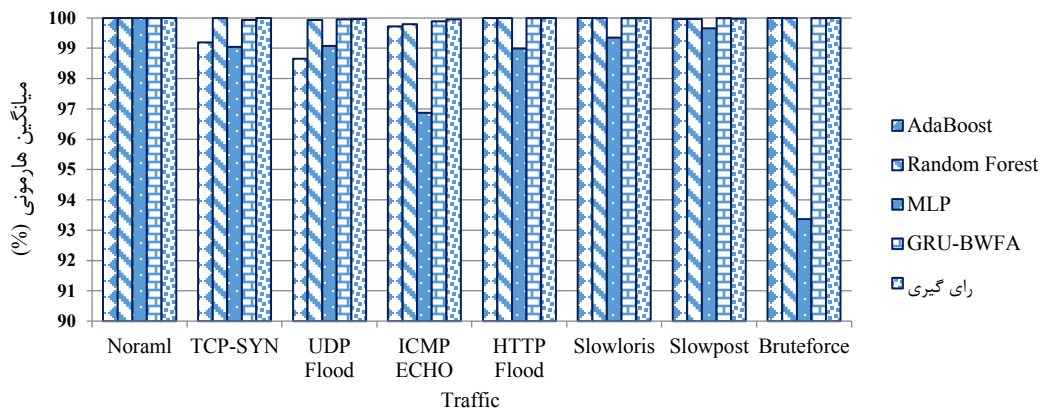 میانگین هارمونی (%)
100
99
98
97
96
95
94
93
92
91
90
Noraml
TCP-SYN
UDP
Flood
ICMP
ECHO
HTTP
Flood
Slowloris
Slowpost
Bruteforce
Traffic
AdaBoost
Random Forest
MLP
GRU-BWFA
رای گیری